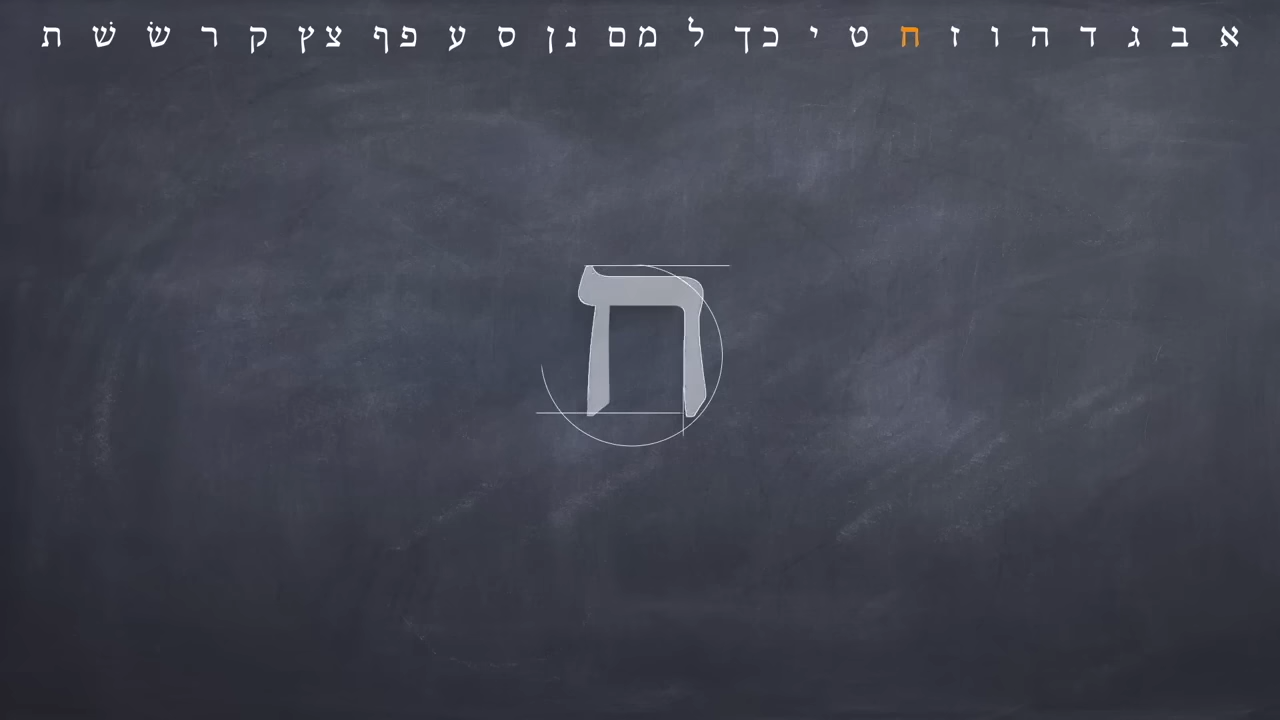 א ב ג ד ה ו ז ח ט י כך ל מם נן ס ע פף צץ ק ר שׂ שׁ ת
ח